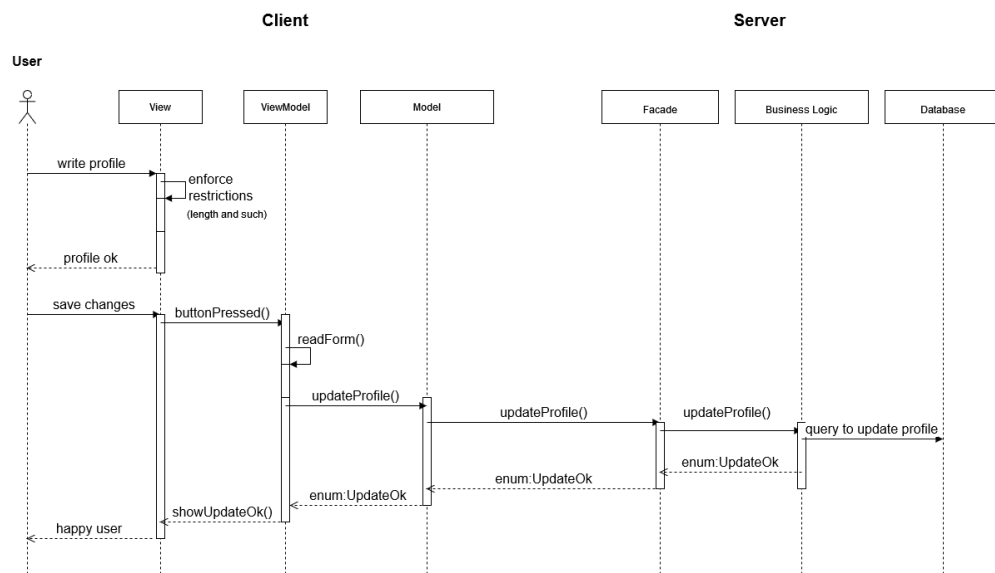 Client
Server
User
View
ViewModel
Model
Facade
Business Logic
Database
write profile
enforce
restrictions
(length and such)
profile ok
save changes
buttonPressed()
readForm()
updateProfile()
updateProfile()
updateProfile()
query to update profile
enum:UpdateOk
enum:UpdateOk
enum:UpdateOk
showUpdateOk()
happy user